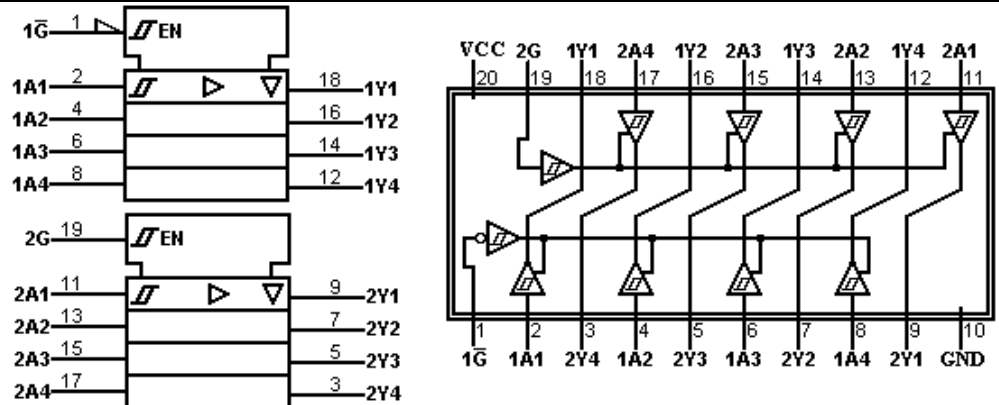 1G̅ 1 EN
1A1 2 18 1Y1
1A2 4 16 1Y2
1A3 6 14 1Y3
1A4 8 12 1Y4
2G 19 EN
2A1 11 9 2Y1
2A2 13 7 2Y2
2A3 15 5 2Y3
2A4 17 3 2Y4
VCC 2G 1Y1 2A4 1Y2 2A3 1Y3 2A2 1Y4 2A1
20 19 18 17 16 15 14 13 12 11
1 2 3 4 5 6 7 8 9 10
1G̅ 1A1 2Y4 1A2 2Y3 1A3 2Y2 1A4 2Y1 GND